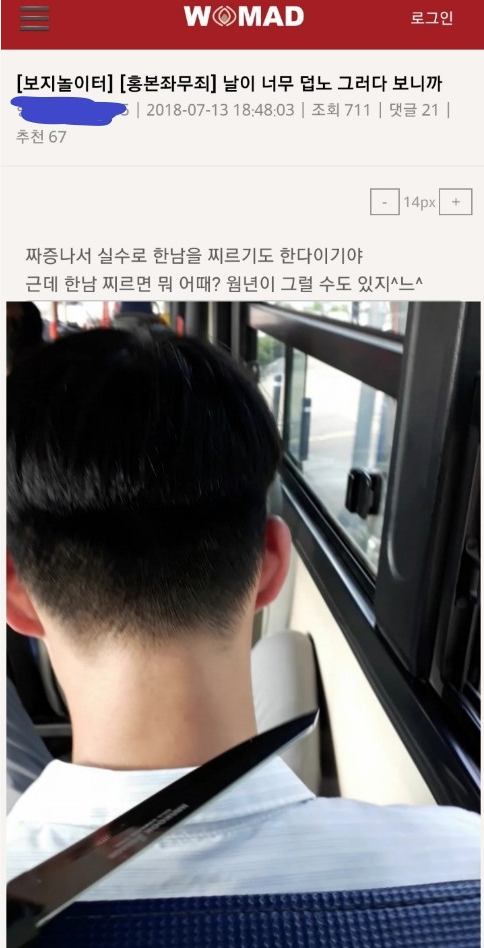 WOMAD
로그인
[보지놀이터] [홍본좌무죄] 날이 너무 덥노 그러다 보니까
| 2018-07-13 18:48:03 | 조회 711 | 댓글 21 |
추천 67
- 14px +
짜증나서 실수로 한남을 찌르기도 한다이기야
근데 한남 찌르면 뭐 어때? 웜년이 그럴 수도 있지^느^